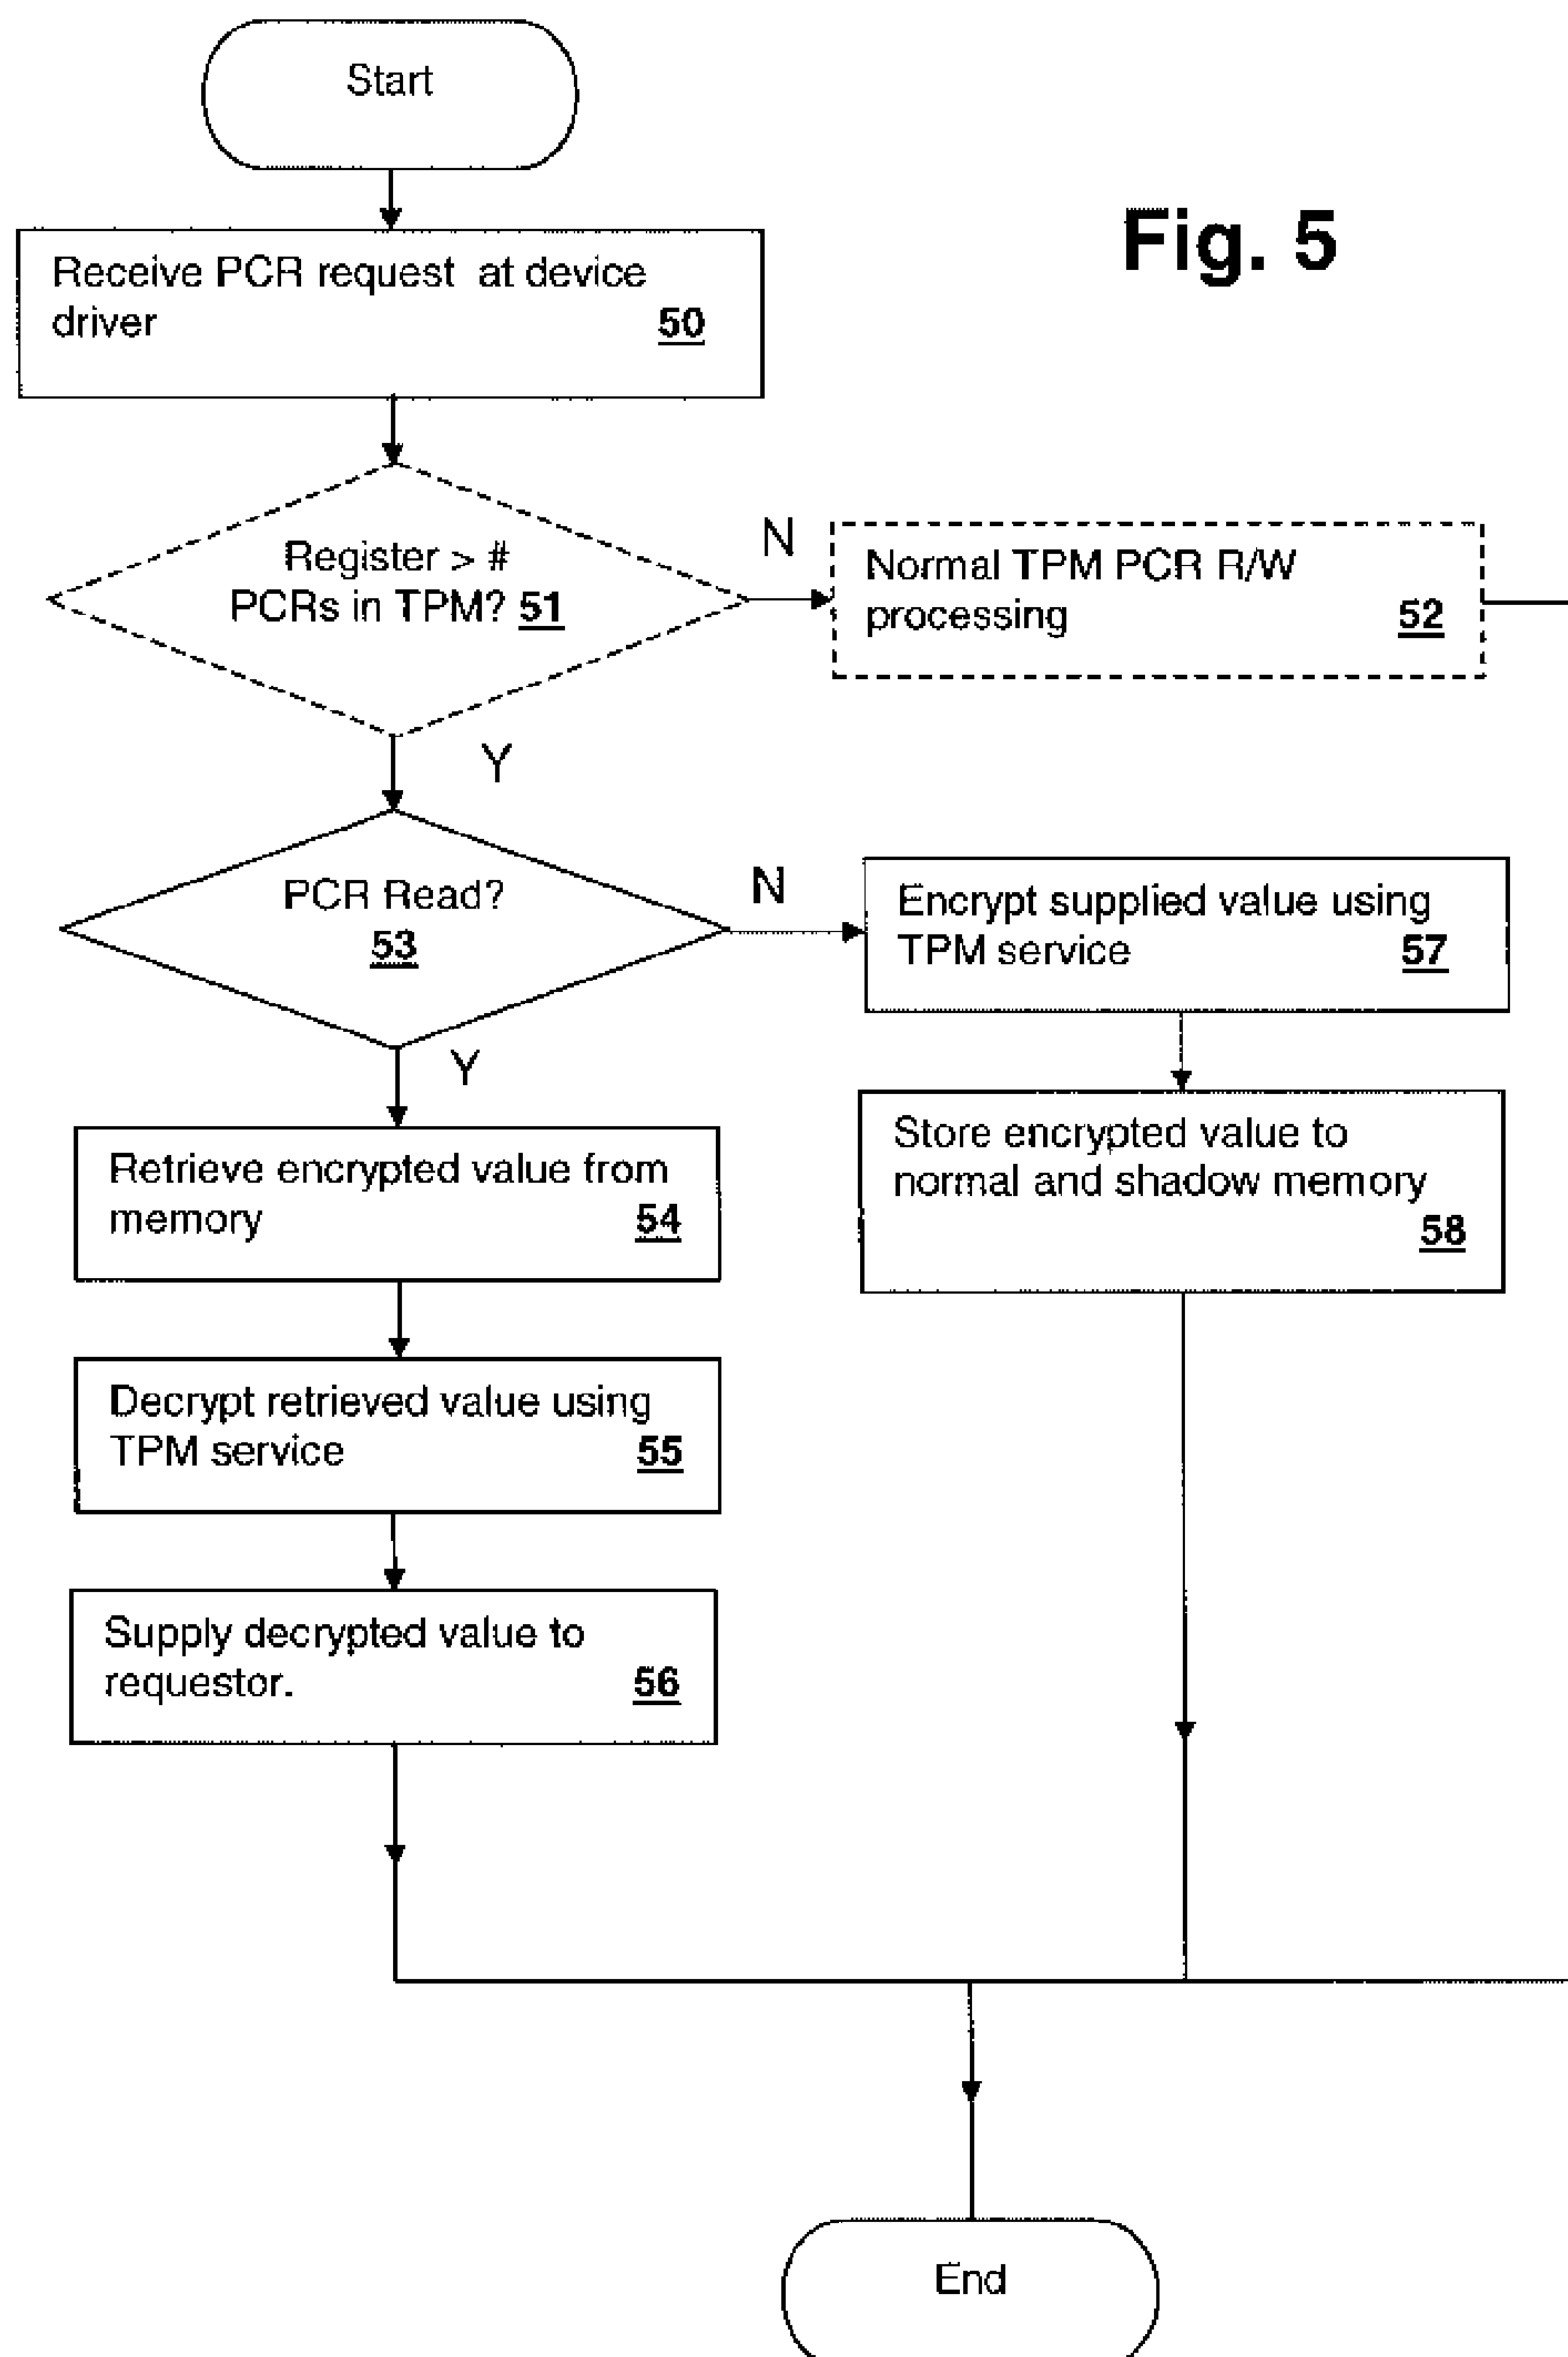 Start
Fig. 5
Receive PCR request at device
driver 50
Register > #
PCRs in TPM? 51
N
Normal TPM PCR R/W
processing 52
Y
PCR Read?
53
N
Encrypt supplied value using
TPM service 57
Y
Store encrypted value to
normal and shadow memory
58
Retrieve encrypted value from
memory 54
Decrypt retrieved value using
TPM service 55
Supply decrypted value to
requestor. 56
End